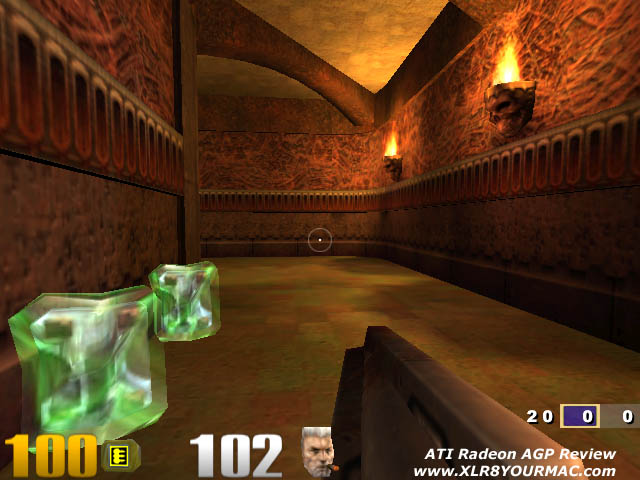 20 0 0
100 102
ATI Radeon AGP Review
www.XLR8YOURMAC.com